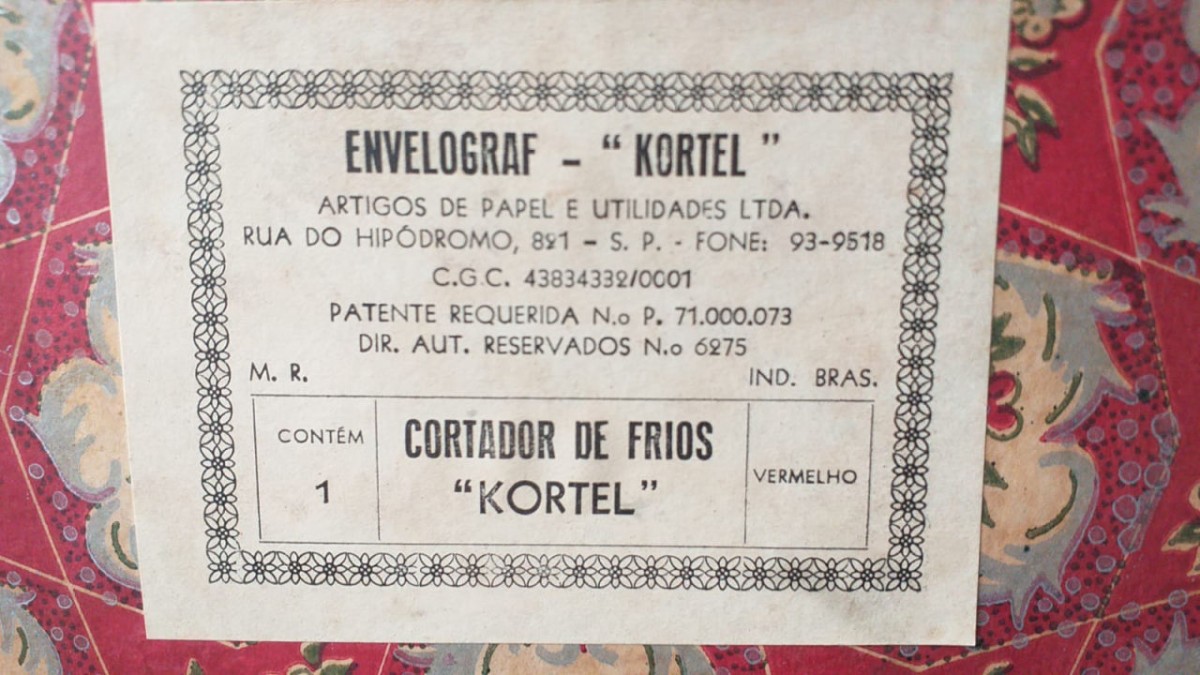 ENVELOGRAF - “KORTEL”
ARTIGOS DE PAPEL E UTILIDADES LTDA.
RUA DO HIPÓDROMO, 821 - S. P. - FONE: 93-9518
C.G.C. 43834332/0001
PATENTE REQUERIDA N.o P. 71.000.073
DIR. AUT. RESERVADOS N.o 6275
M. R. IND. BRAS.
CONTÉM
1
CORTADOR DE FRIOS
“KORTEL”
VERMELHO